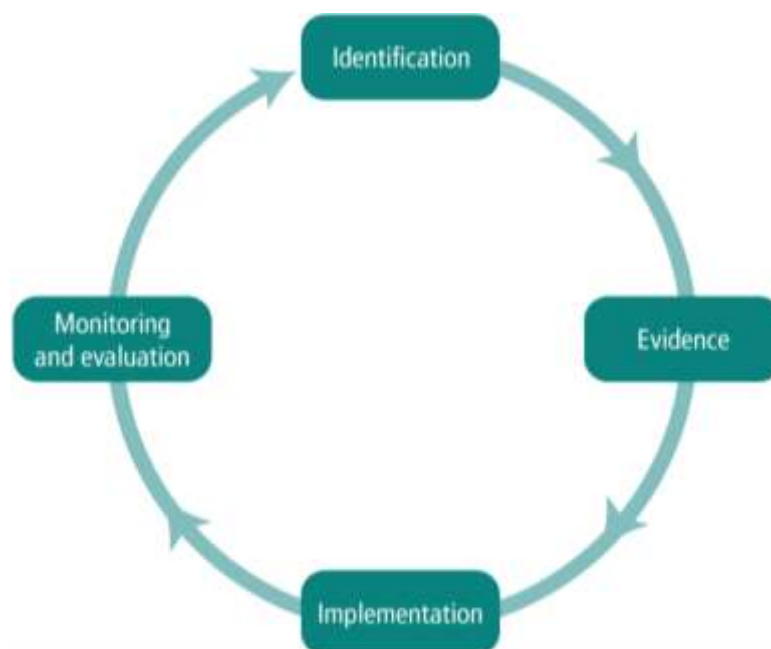 Identification
Evidence
Implementation
Monitoring
and evaluation